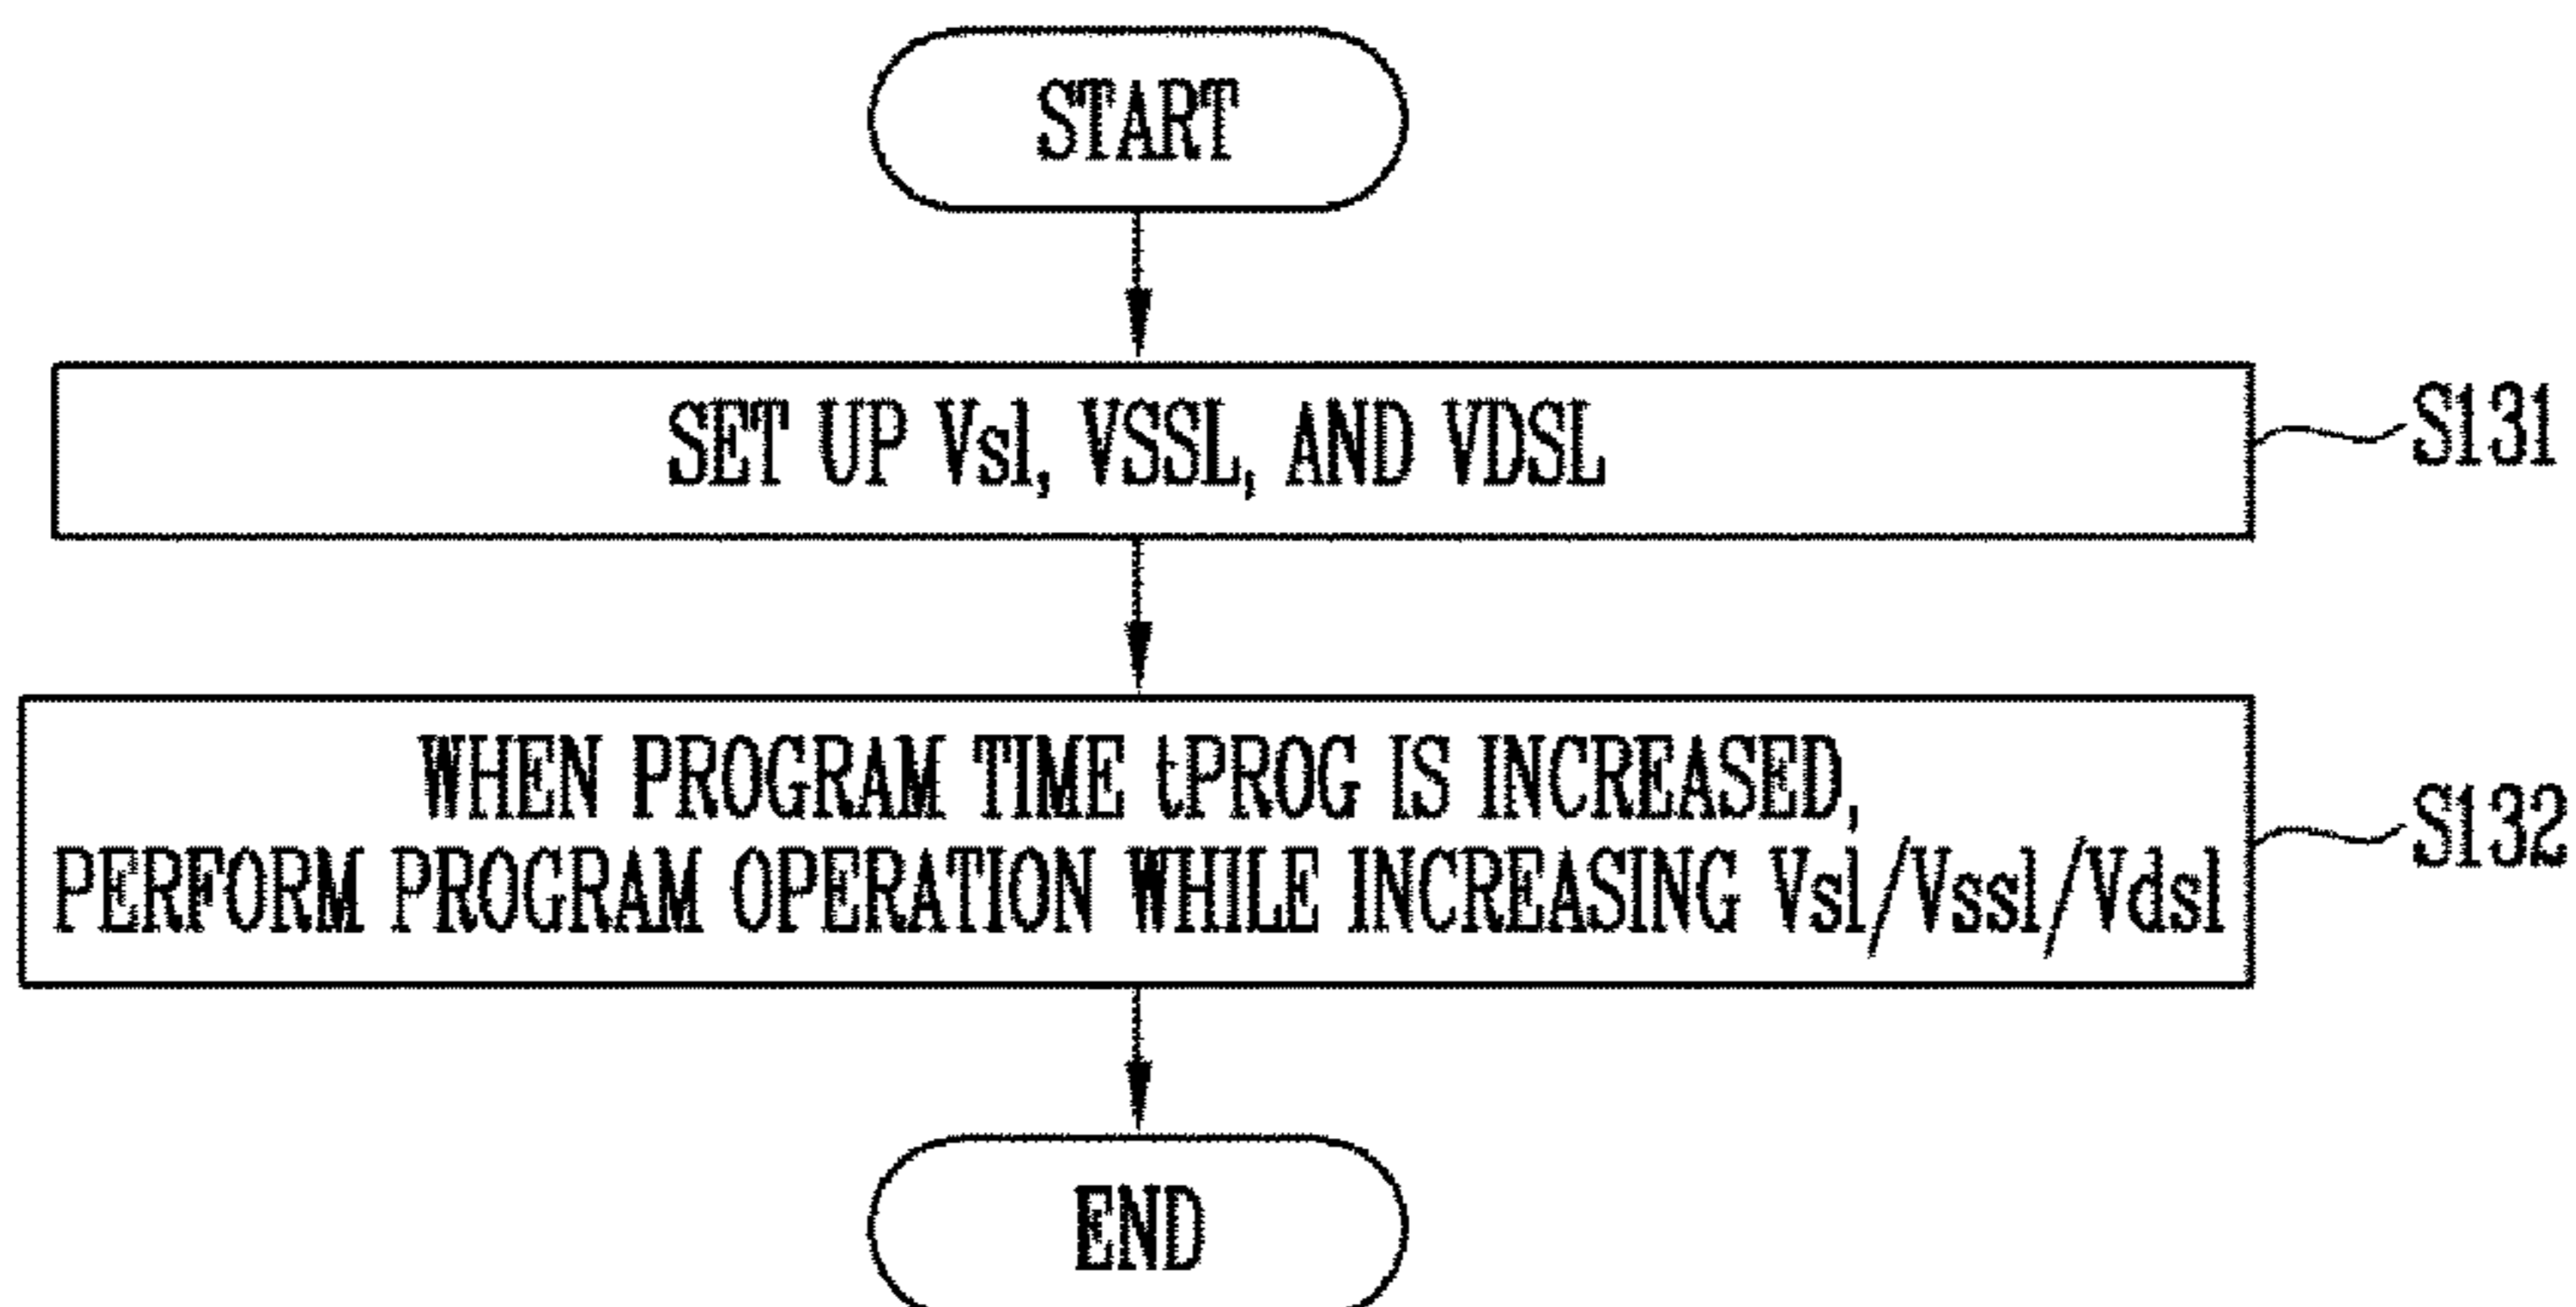 START
SET UP Vsl, VSSL, AND VDSL
S131
WHEN PROGRAM TIME tPROG IS INCREASED,
PERFORM PROGRAM OPERATION WHILE INCREASING Vsl/Vssl/Vdsl
S132
END